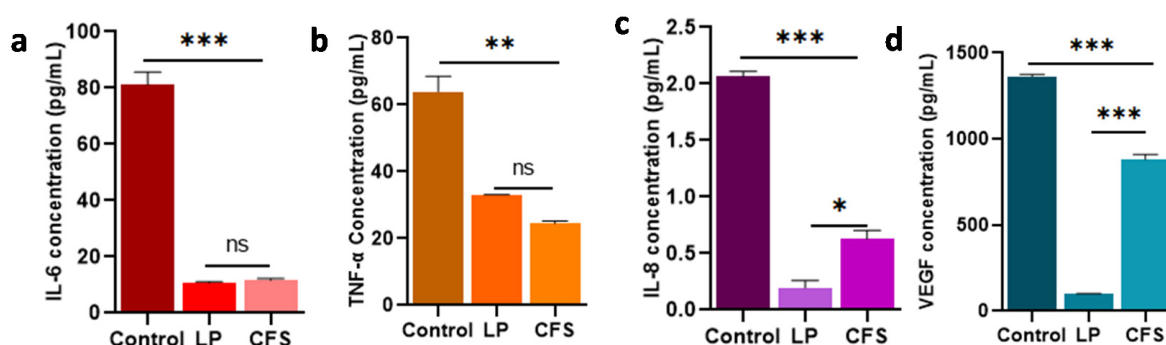 a
IL-6 concentration (pg/mL)
100
80
60
40
20
0
***
ns
Control LP CFS
b
TNF-α Concentration (pg/mL)
80
60
40
20
0
**
ns
Control LP CFS
c
IL-8 concentration (pg/mL)
2.5
2.0
1.5
1.0
0.5
0.0
***
*
Control LP CFS
d
VEGF concentration (pg/mL)
1500
1000
500
0
***
***
Control LP CFS